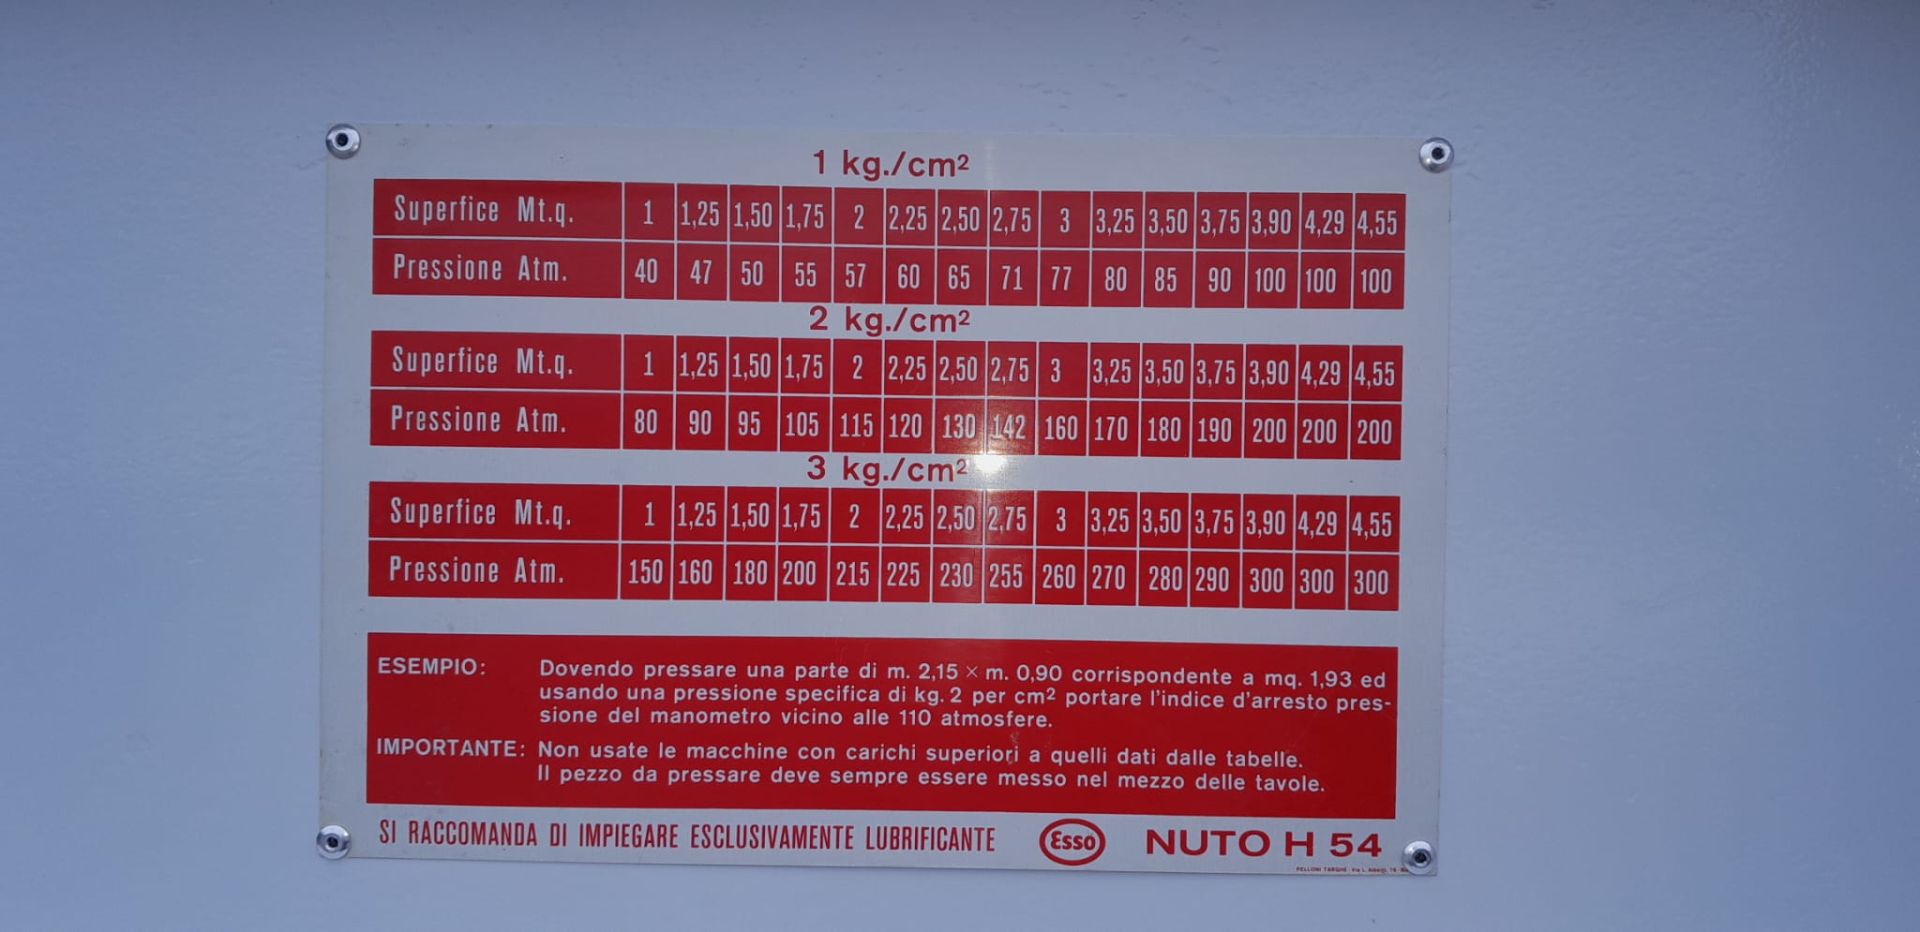 1 kg./cm²
Superfice Mt.q. 1 1,25 1,50 1,75 2 2,25 2,50 2,75 3 3,25 3,50 3,75 3,90 4,29 4,55
Pressione Atm. 40 47 50 55 57 60 65 71 77 80 85 90 100 100 100
2 kg./cm²
Superfice Mt.q. 1 1,25 1,50 1,75 2 2,25 2,50 2,75 3 3,25 3,50 3,75 3,90 4,29 4,55
Pressione Atm. 80 90 95 105 115 120 130 142 160 170 180 190 200 200 200
3 kg./cm²
Superfice Mt.q. 1 1,25 1,50 1,75 2 2,25 2,50 2,75 3 3,25 3,50 3,75 3,90 4,29 4,55
Pressione Atm. 150 160 180 200 215 225 230 255 260 270 280 290 300 300 300
ESEMPIO: Dovendo pressare una parte di m. 2,15 × m. 0,90 corrispondente a mq. 1,93 ed
usando una pressione specifica di kg. 2 per cm² portare l'indice d'arresto pres-
sione del manometro vicino alle 110 atmosfere.
IMPORTANTE: Non usate le macchine con carichi superiori a quelli dati dalle tabelle.
Il pezzo da pressare deve sempre essere messo nel mezzo delle tavole.
SI RACCOMANDA DI IMPIEGARE ESCLUSIVAMENTE LUBRIFICANTE Esso NUTO H 54
PELLONI TARGHE